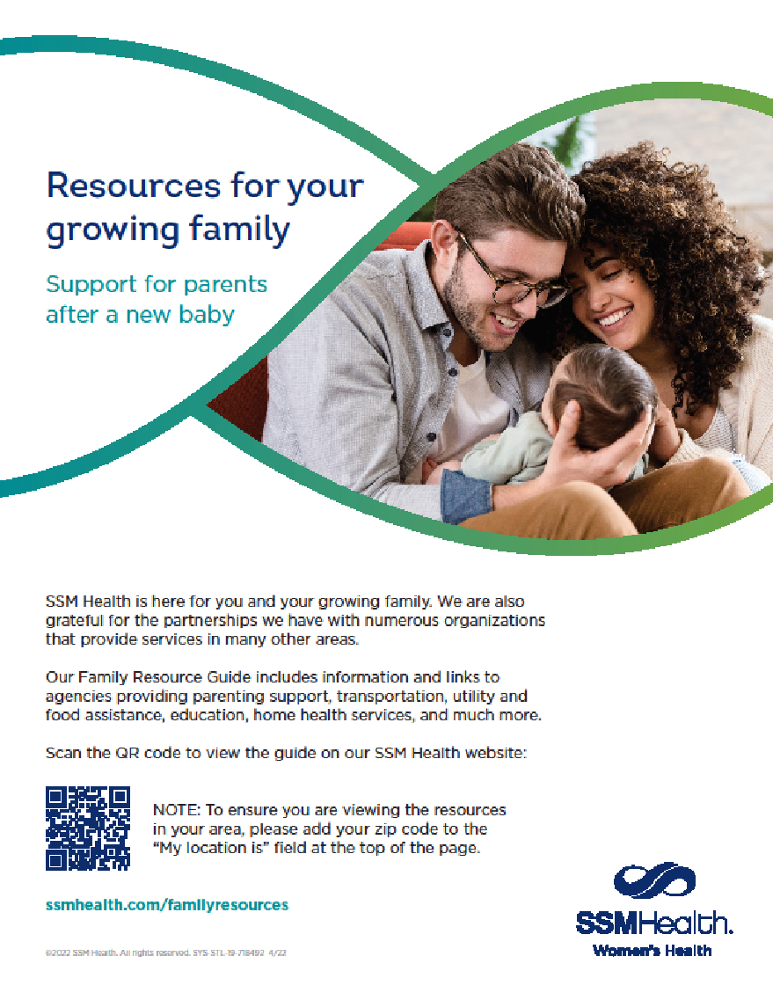 Resources for your
growing family
Support for parents
after a new baby
SSM Health is here for you and your growing family. We are also
grateful for the partnerships we have with numerous organizations
that provide services in many other areas.
Our Family Resource Guide includes information and links to
agencies providing parenting support, transportation, utility and
food assistance, education, home health services, and much more.
Scan the QR code to view the guide on our SSM Health website:
NOTE: To ensure you are viewing the resources
in your area, please add your zip code to the
“My location is” field at the top of the page.
ssmhealth.com/familyresources
SSMHealth.
Women's Health
©2022 SSM Health. All rights reserved. SYS-STL-19-718492 4/22